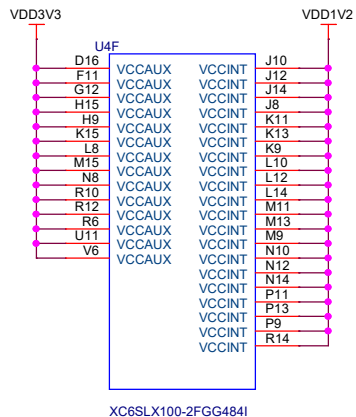 VDD3V3 VDD1V2
U4F
D16 VCCAUX VCCINT J10
F11 VCCAUX VCCINT J12
G12 VCCAUX VCCINT J14
H15 VCCAUX VCCINT J8
H9 VCCAUX VCCINT K11
K15 VCCAUX VCCINT K13
L8 VCCAUX VCCINT K9
M15 VCCAUX VCCINT L10
N8 VCCAUX VCCINT L12
R10 VCCAUX VCCINT L14
R12 VCCAUX VCCINT M11
R6 VCCAUX VCCINT M13
U11 VCCAUX VCCINT M9
V6 VCCAUX VCCINT N10
VCCINT N12
VCCINT N14
VCCINT P11
VCCINT P13
VCCINT P9
VCCINT R14
XC6SLX100-2FGG484I